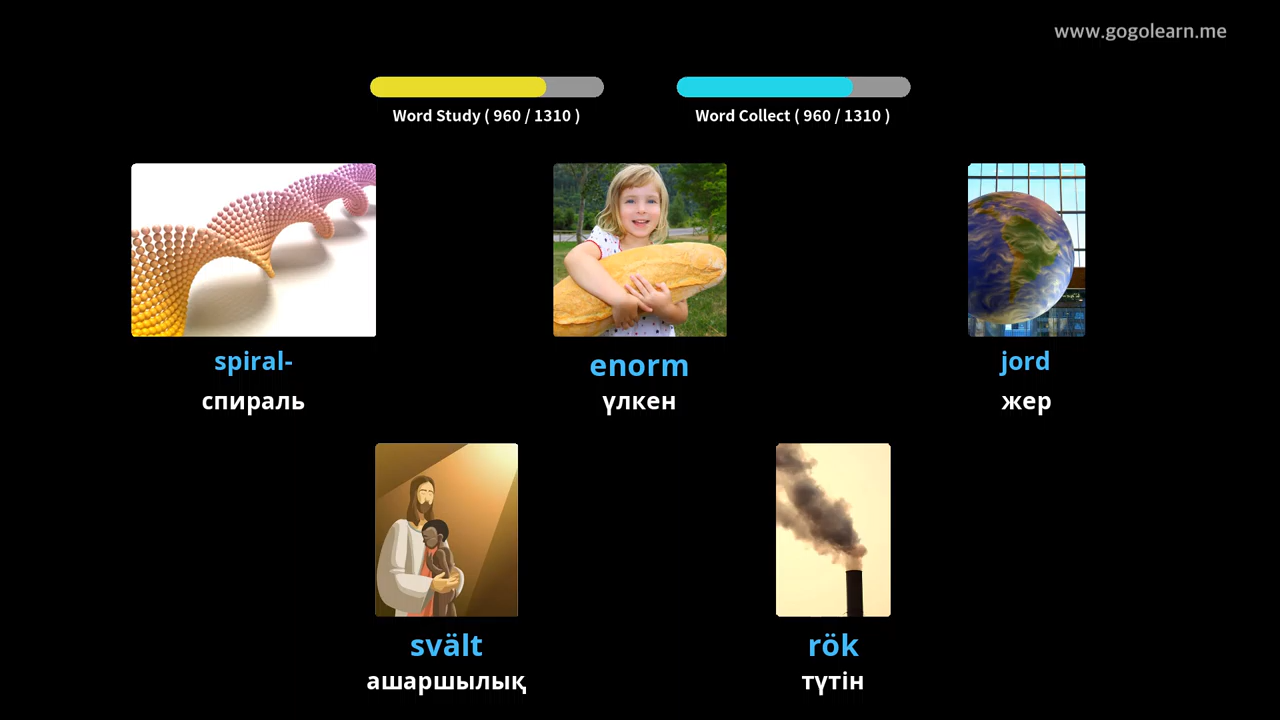 www.gogolearn.me
Word Study ( 960 / 1310 )
Word Collect ( 960 / 1310 )
spiral-
спираль
enorm
үлкен
jord
жер
svält
ашаршылық
rök
түтін